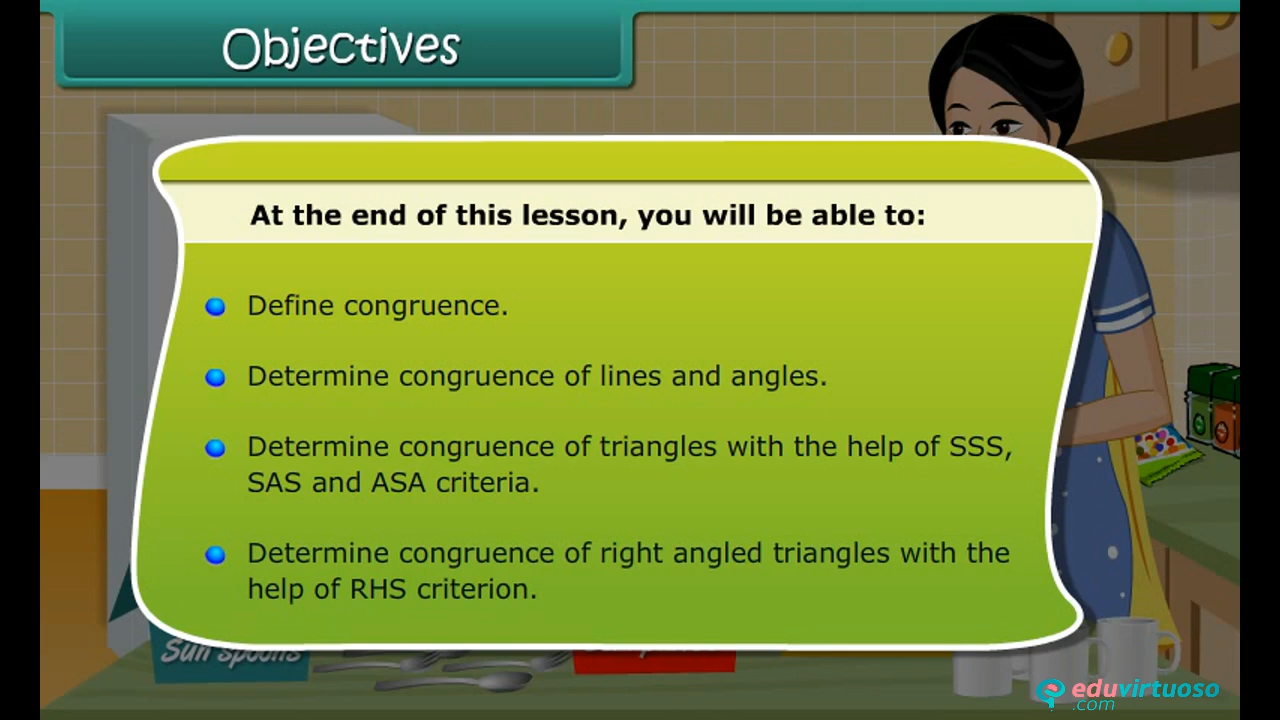 Objectives
At the end of this lesson, you will be able to:
Define congruence.
Determine congruence of lines and angles.
Determine congruence of triangles with the help of SSS,
SAS and ASA criteria.
Determine congruence of right angled triangles with the
help of RHS criterion.
Sun spoons
eduvirtuoso
.com